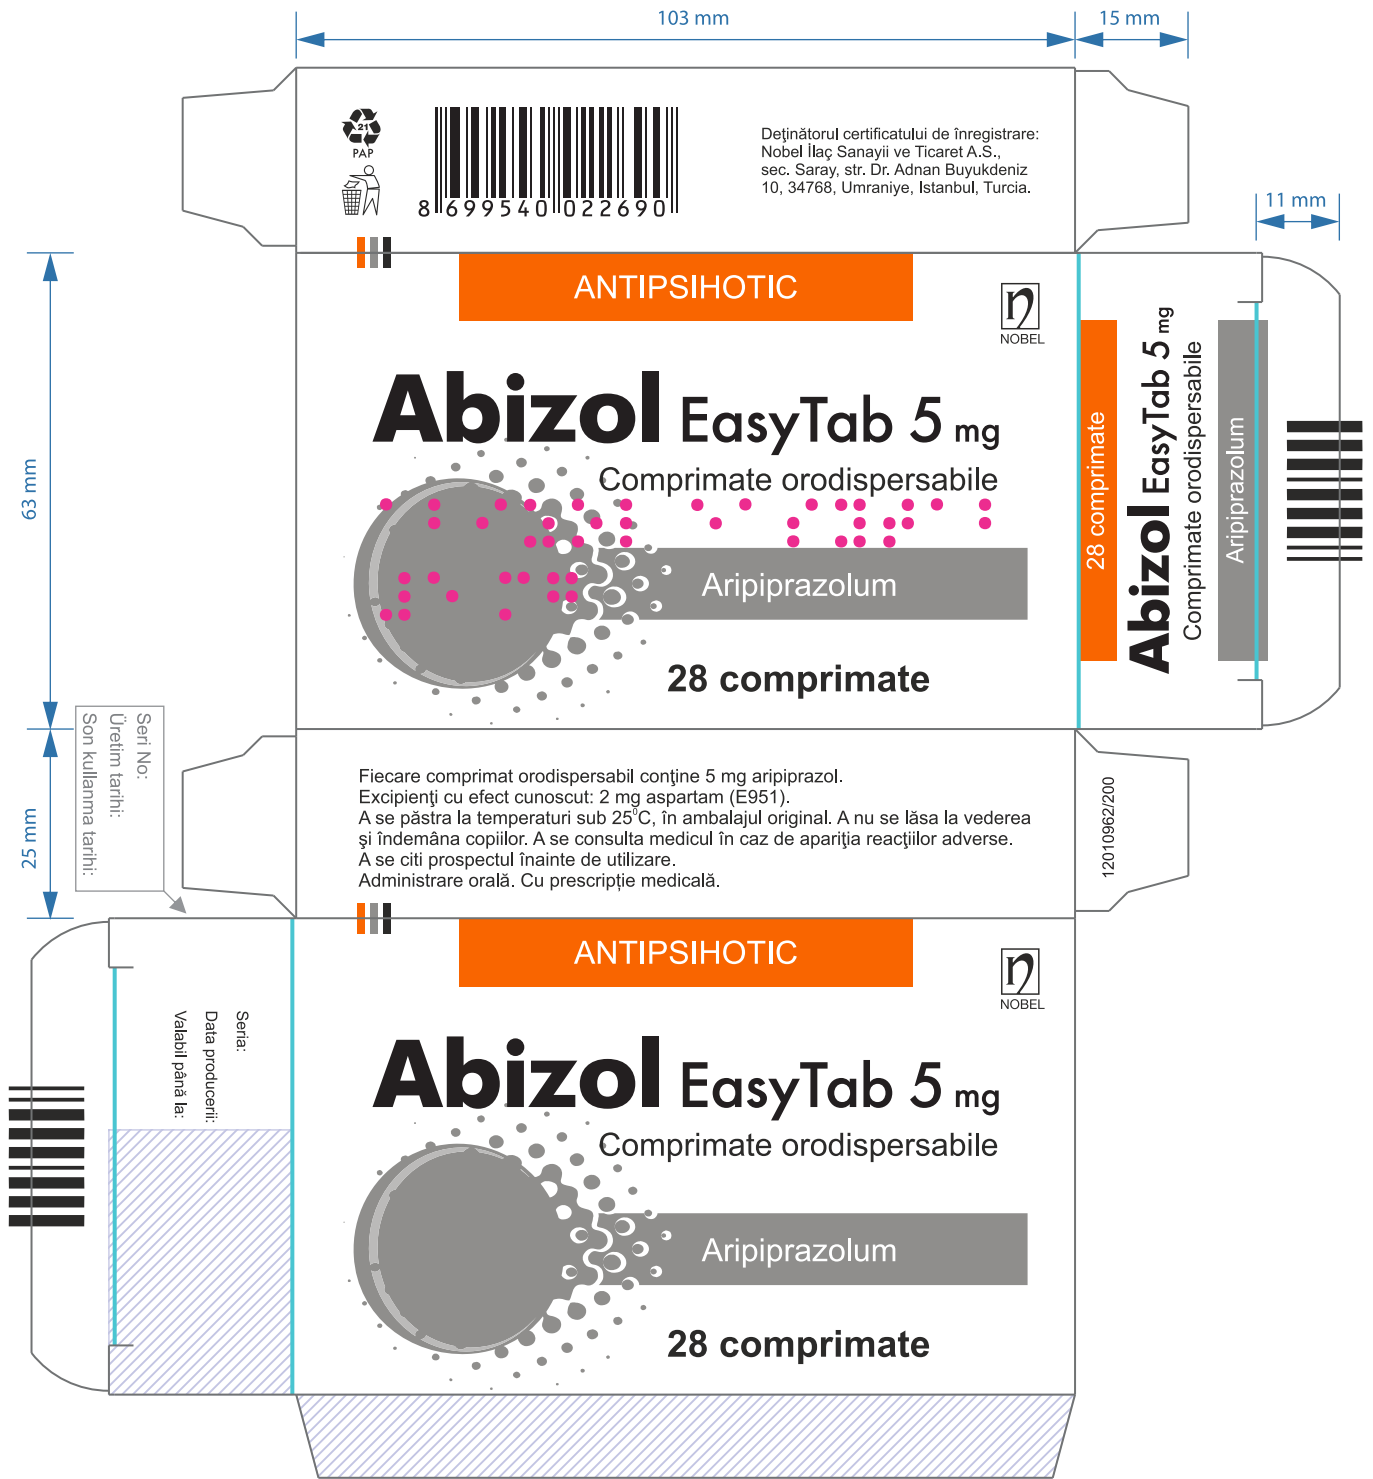 103 mm
15 mm
21
PAP
8 699540 022690
Deţinătorul certificatului de înregistrare:
Nobel İlaç Sanayii ve Ticaret A.S.,
sec. Saray, str. Dr. Adnan Buyukdeniz
10, 34768, Umraniye, Istanbul, Turcia.
11 mm
ANTIPSIHOTIC
NOBEL
Abizol EasyTab 5 mg
Comprimate orodispersabile
Aripiprazolum
28 comprimate
28 comprimate
Abizol EasyTab 5 mg
Comprimate orodispersabile
Aripiprazolum
63 mm
25 mm
Seri No:
Üretim tarihi:
Son kullanma tarihi:
Fiecare comprimat orodispersabil conţine 5 mg aripiprazol.
Excipienţi cu efect cunoscut: 2 mg aspartam (E951).
A se păstra la temperaturi sub 25⁰C, în ambalajul original. A nu se lăsa la vederea
şi îndemâna copiilor. A se consulta medicul în caz de apariţia reacţiilor adverse.
A se citi prospectul înainte de utilizare.
Administrare orală. Cu prescripţie medicală.
12010962/200
ANTIPSIHOTIC
NOBEL
Abizol EasyTab 5 mg
Comprimate orodispersabile
Aripiprazolum
28 comprimate
Seria:
Data producerii:
Valabil până la: